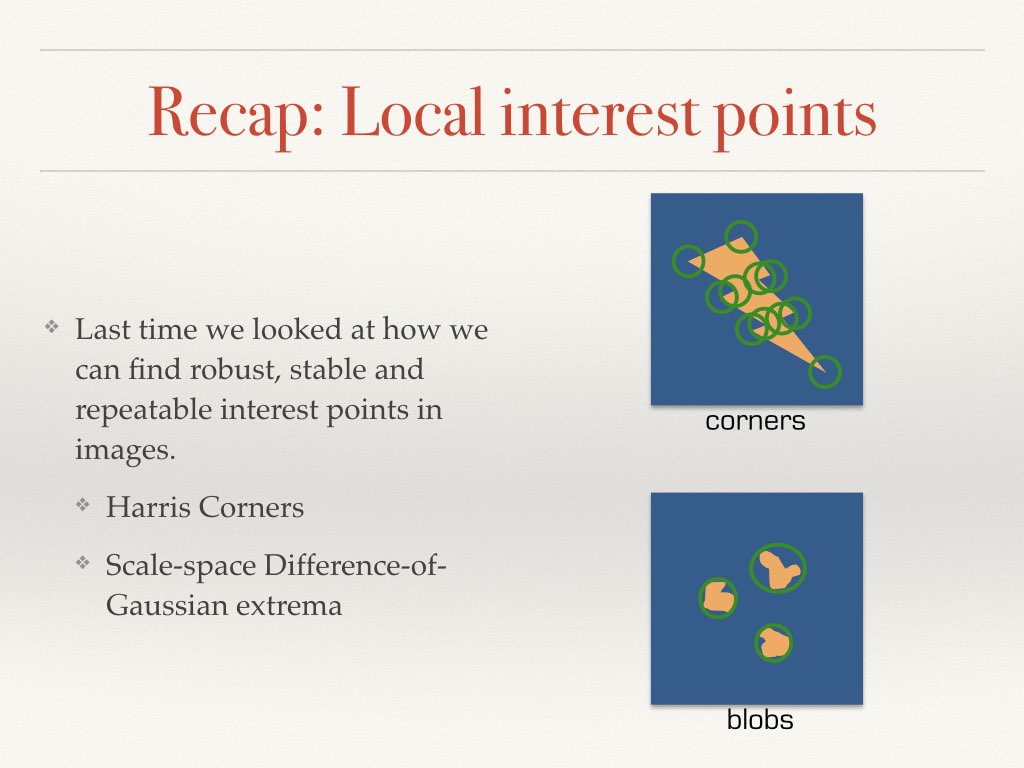 Recap: Local interest points
❖ Last time we looked at how we
can find robust, stable and
repeatable interest points in
images.
❖ Harris Corners
❖ Scale-space Difference-of-
Gaussian extrema
corners
blobs